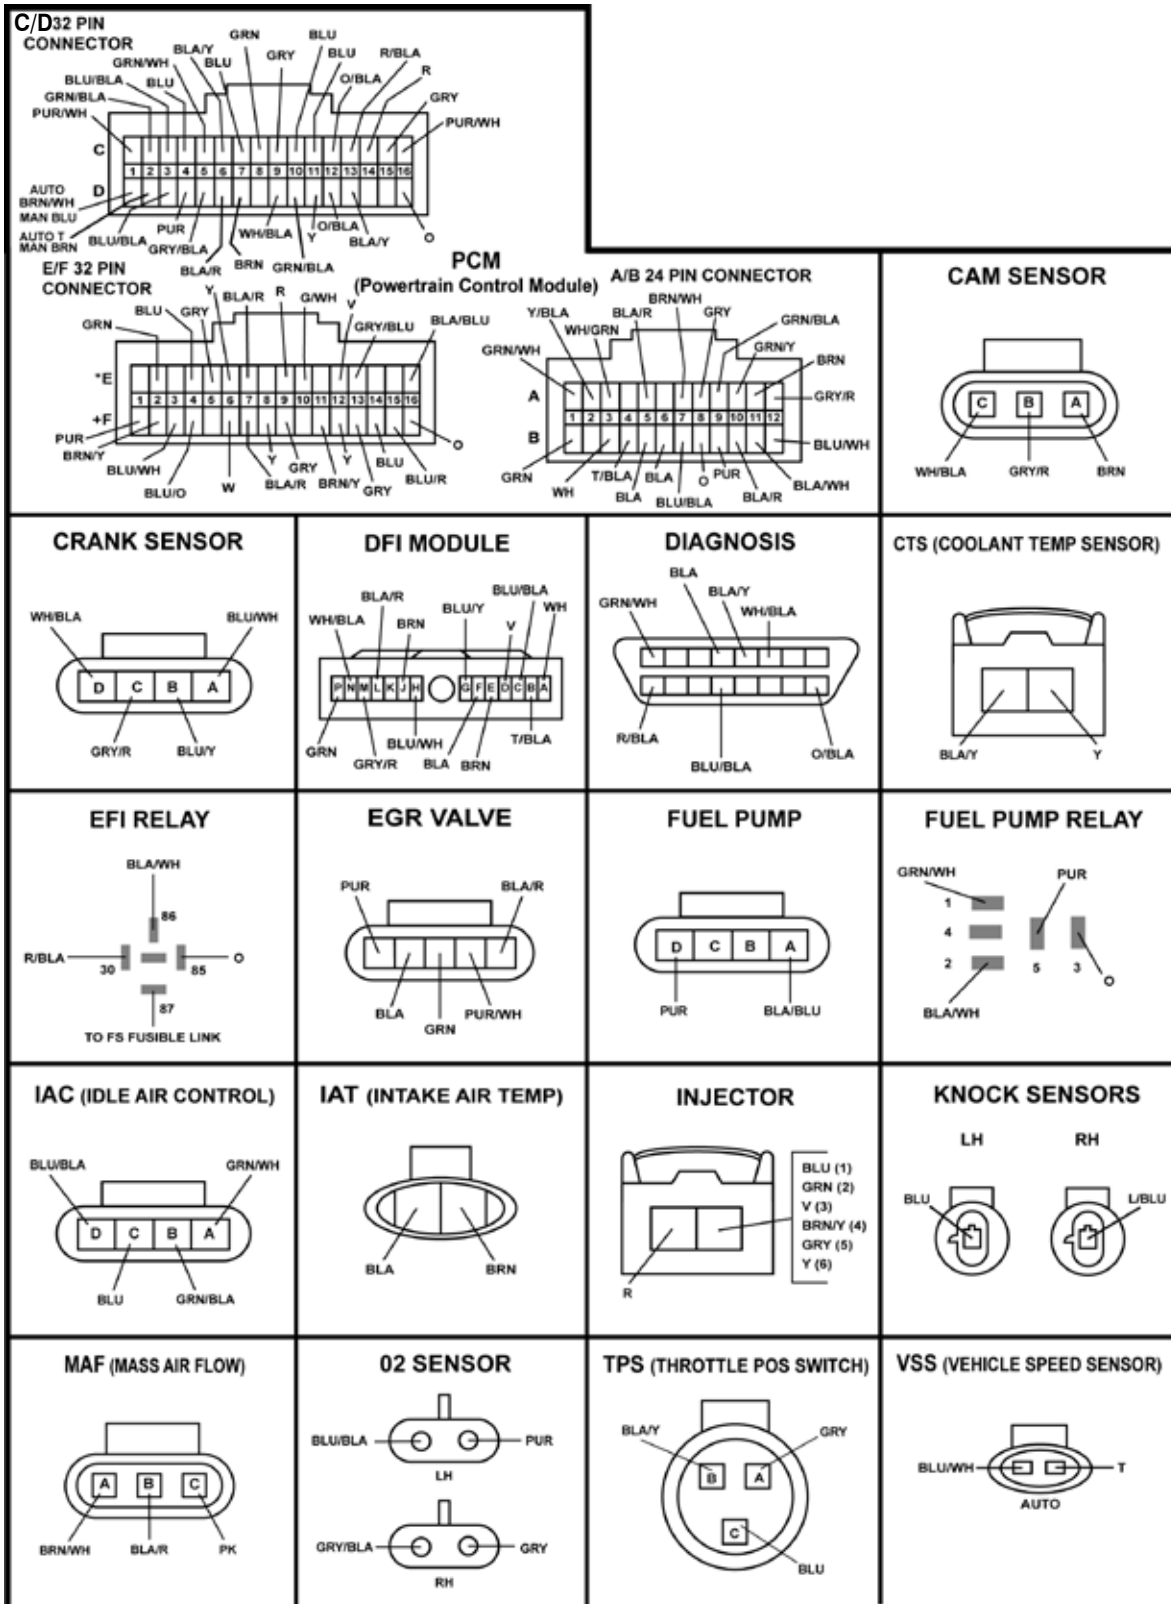 C/D 32 PIN
CONNECTOR
GRN
BLU
BLA/Y
BLU
GRY
BLU
R/BLA
GRN/WH
BLU/BLA
BLU
O/BLA
R
GRN/BLA
GRY
PUR/WH
PUR/WH
C
1 2 3 4 5 6 7 8 9 10 11 12 13 14 15 16
D
AUTO
BRN/WH
MAN BLU
AUTO T
MAN BRN
BLU/BLA
PUR
GRY/BLA
BLA/R
BRN
WH/BLA
GRN/BLA
Y
O/BLA
BLA/Y
O
PCM
(Powertrain Control Module)
E/F 32 PIN
CONNECTOR
GRN
BLU
GRY
Y
BLA/R
R
G/WH
V
GRY/BLU
BLA/BLU
*E
1 2 3 4 5 6 7 8 9 10 11 12 13 14 15 16
+F
PUR
BRN/Y
BLU/WH
BLU/O
W
BLA/R
Y
GRY
BRN/Y
Y
GRY
BLU
BLU/R
O
A/B 24 PIN CONNECTOR
GRN/WH
Y/BLA
WH/GRN
BLA/R
BRN/WH
GRY
GRN/BLA
GRN/Y
BRN
GRY/R
A
1 2 3 4 5 6 7 8 9 10 11 12
B
GRN
WH
T/BLA
BLA
BLA
BLU/BLA
O
PUR
BLA/R
BLA/WH
BLU/WH
CAM SENSOR
C B A
WH/BLA
GRY/R
BRN
CRANK SENSOR
WH/BLA
BLU/WH
D C B A
GRY/R
BLU/Y
DFI MODULE
WH/BLA
BLA/R
BRN
BLU/Y
V
BLU/BLA
WH
P N M L K J H G F E D C B A
GRN
GRY/R
BLU/WH
BLA
BRN
T/BLA
DIAGNOSIS
GRN/WH
BLA
BLA/Y
WH/BLA
R/BLA
BLU/BLA
O/BLA
CTS (COOLANT TEMP SENSOR)
BLA/Y
Y
EFI RELAY
BLA/WH
86
R/BLA
30
85
O
87
TO FS FUSIBLE LINK
EGR VALVE
PUR
BLA/R
BLA
GRN
PUR/WH
FUEL PUMP
D C B A
PUR
BLA/BLU
FUEL PUMP RELAY
GRN/WH
PUR
1
4
2
5
3
BLA/WH
O
IAC (IDLE AIR CONTROL)
BLU/BLA
GRN/WH
D C B A
BLU
GRN/BLA
IAT (INTAKE AIR TEMP)
BLA
BRN
INJECTOR
BLU (1)
GRN (2)
V (3)
BRN/Y (4)
GRY (5)
Y (6)
R
KNOCK SENSORS
LH
RH
BLU
L/BLU
MAF (MASS AIR FLOW)
A B C
BRN/WH
BLA/R
PK
02 SENSOR
BLU/BLA
PUR
LH
GRY/BLA
GRY
RH
TPS (THROTTLE POS SWITCH)
BLA/Y
GRY
B A
C
BLU
VSS (VEHICLE SPEED SENSOR)
BLU/WH
T
AUTO